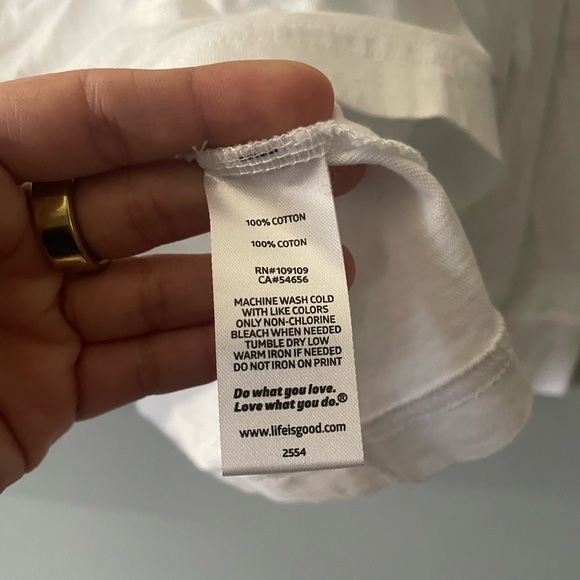 100% COTTON
100% COTON
RN#109109
CA#54656
MACHINE WASH COLD
WITH LIKE COLORS
ONLY NON-CHLORINE
BLEACH WHEN NEEDED
TUMBLE DRY LOW
WARM IRON IF NEEDED
DO NOT IRON ON PRINT
Do what you love.
Love what you do.®
www.lifeisgood.com
2554